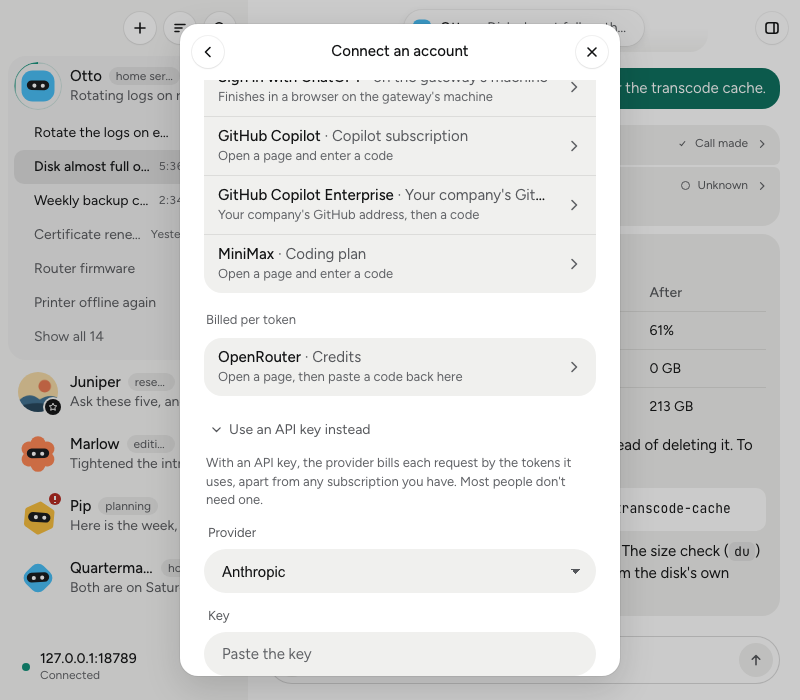 Connect an account
Finishes in a browser on the gateway's machine
GitHub Copilot · Copilot subscription
Open a page and enter a code
GitHub Copilot Enterprise · Your company's Git...
Your company's GitHub address, then a code
MiniMax · Coding plan
Open a page and enter a code
Billed per token
OpenRouter · Credits
Open a page, then paste a code back here
Use an API key instead
With an API key, the provider bills each request by the tokens it
uses, apart from any subscription you have. Most people don't
need one.
Provider
Anthropic
Key
Paste the key
Otto home ser...
Rotating logs on
Rotate the logs on e...
Disk almost full o... 5:36
Weekly backup c... 2:34
Certificate rene... Yeste
Router firmware
Printer offline again
Show all 14
Juniper rese...
Ask these five, an
Marlow editi...
Tightened the int
Pip planning
Here is the week,
Quarterma...
Both are on Satur
127.0.0.1:18789
Connected
the transcode cache.
Call made
Unknown
After
61%
0 GB
213 GB
ead of deleting it. To
transcode-cache
The size check ( du )
m the disk's own